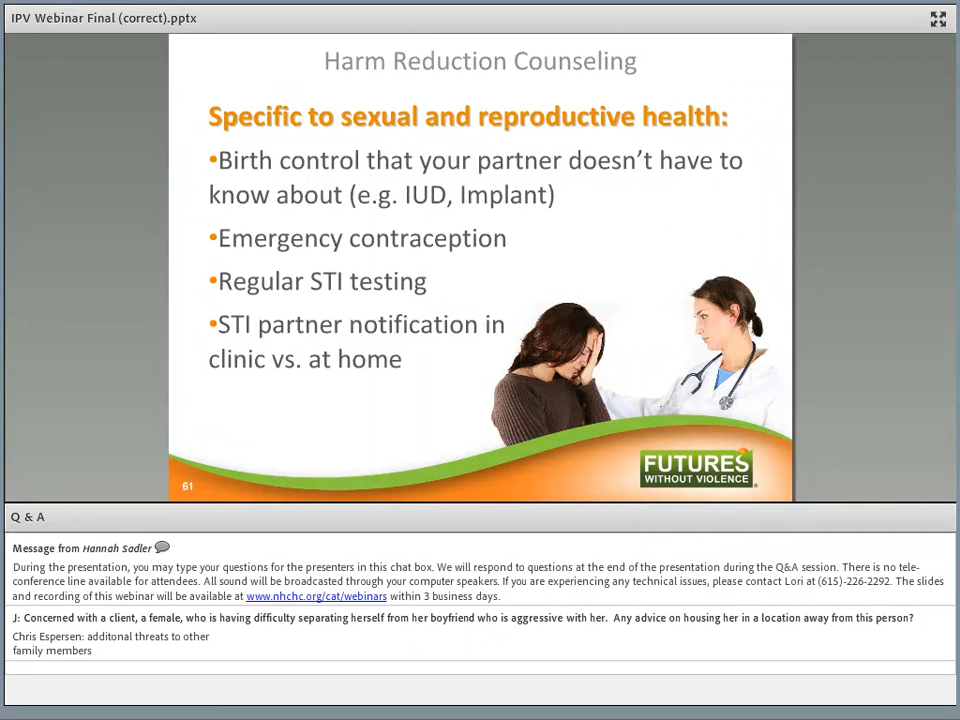 IPV Webinar Final (correct).pptx
Harm Reduction Counseling
Specific to sexual and reproductive health:
•Birth control that your partner doesn’t have to
know about (e.g. IUD, Implant)
•Emergency contraception
•Regular STI testing
•STI partner notification in
clinic vs. at home
FUTURES
WITHOUT VIOLENCE
61
Q & A
Message from Hannah Sadler
During the presentation, you may type your questions for the presenters in this chat box. We will respond to questions at the end of the presentation during the Q&A session. There is no tele-
conference line available for attendees. All sound will be broadcasted through your computer speakers. If you are experiencing any technical issues, please contact Lori at (615)-226-2292. The slides
and recording of this webinar will be available at www.nhchc.org/cat/webinars within 3 business days.
J: Concerned with a client, a female, who is having difficulty separating herself from her boyfriend who is aggressive with her.  Any advice on housing her in a location away from this person?
Chris Espersen: additonal threats to other
family members